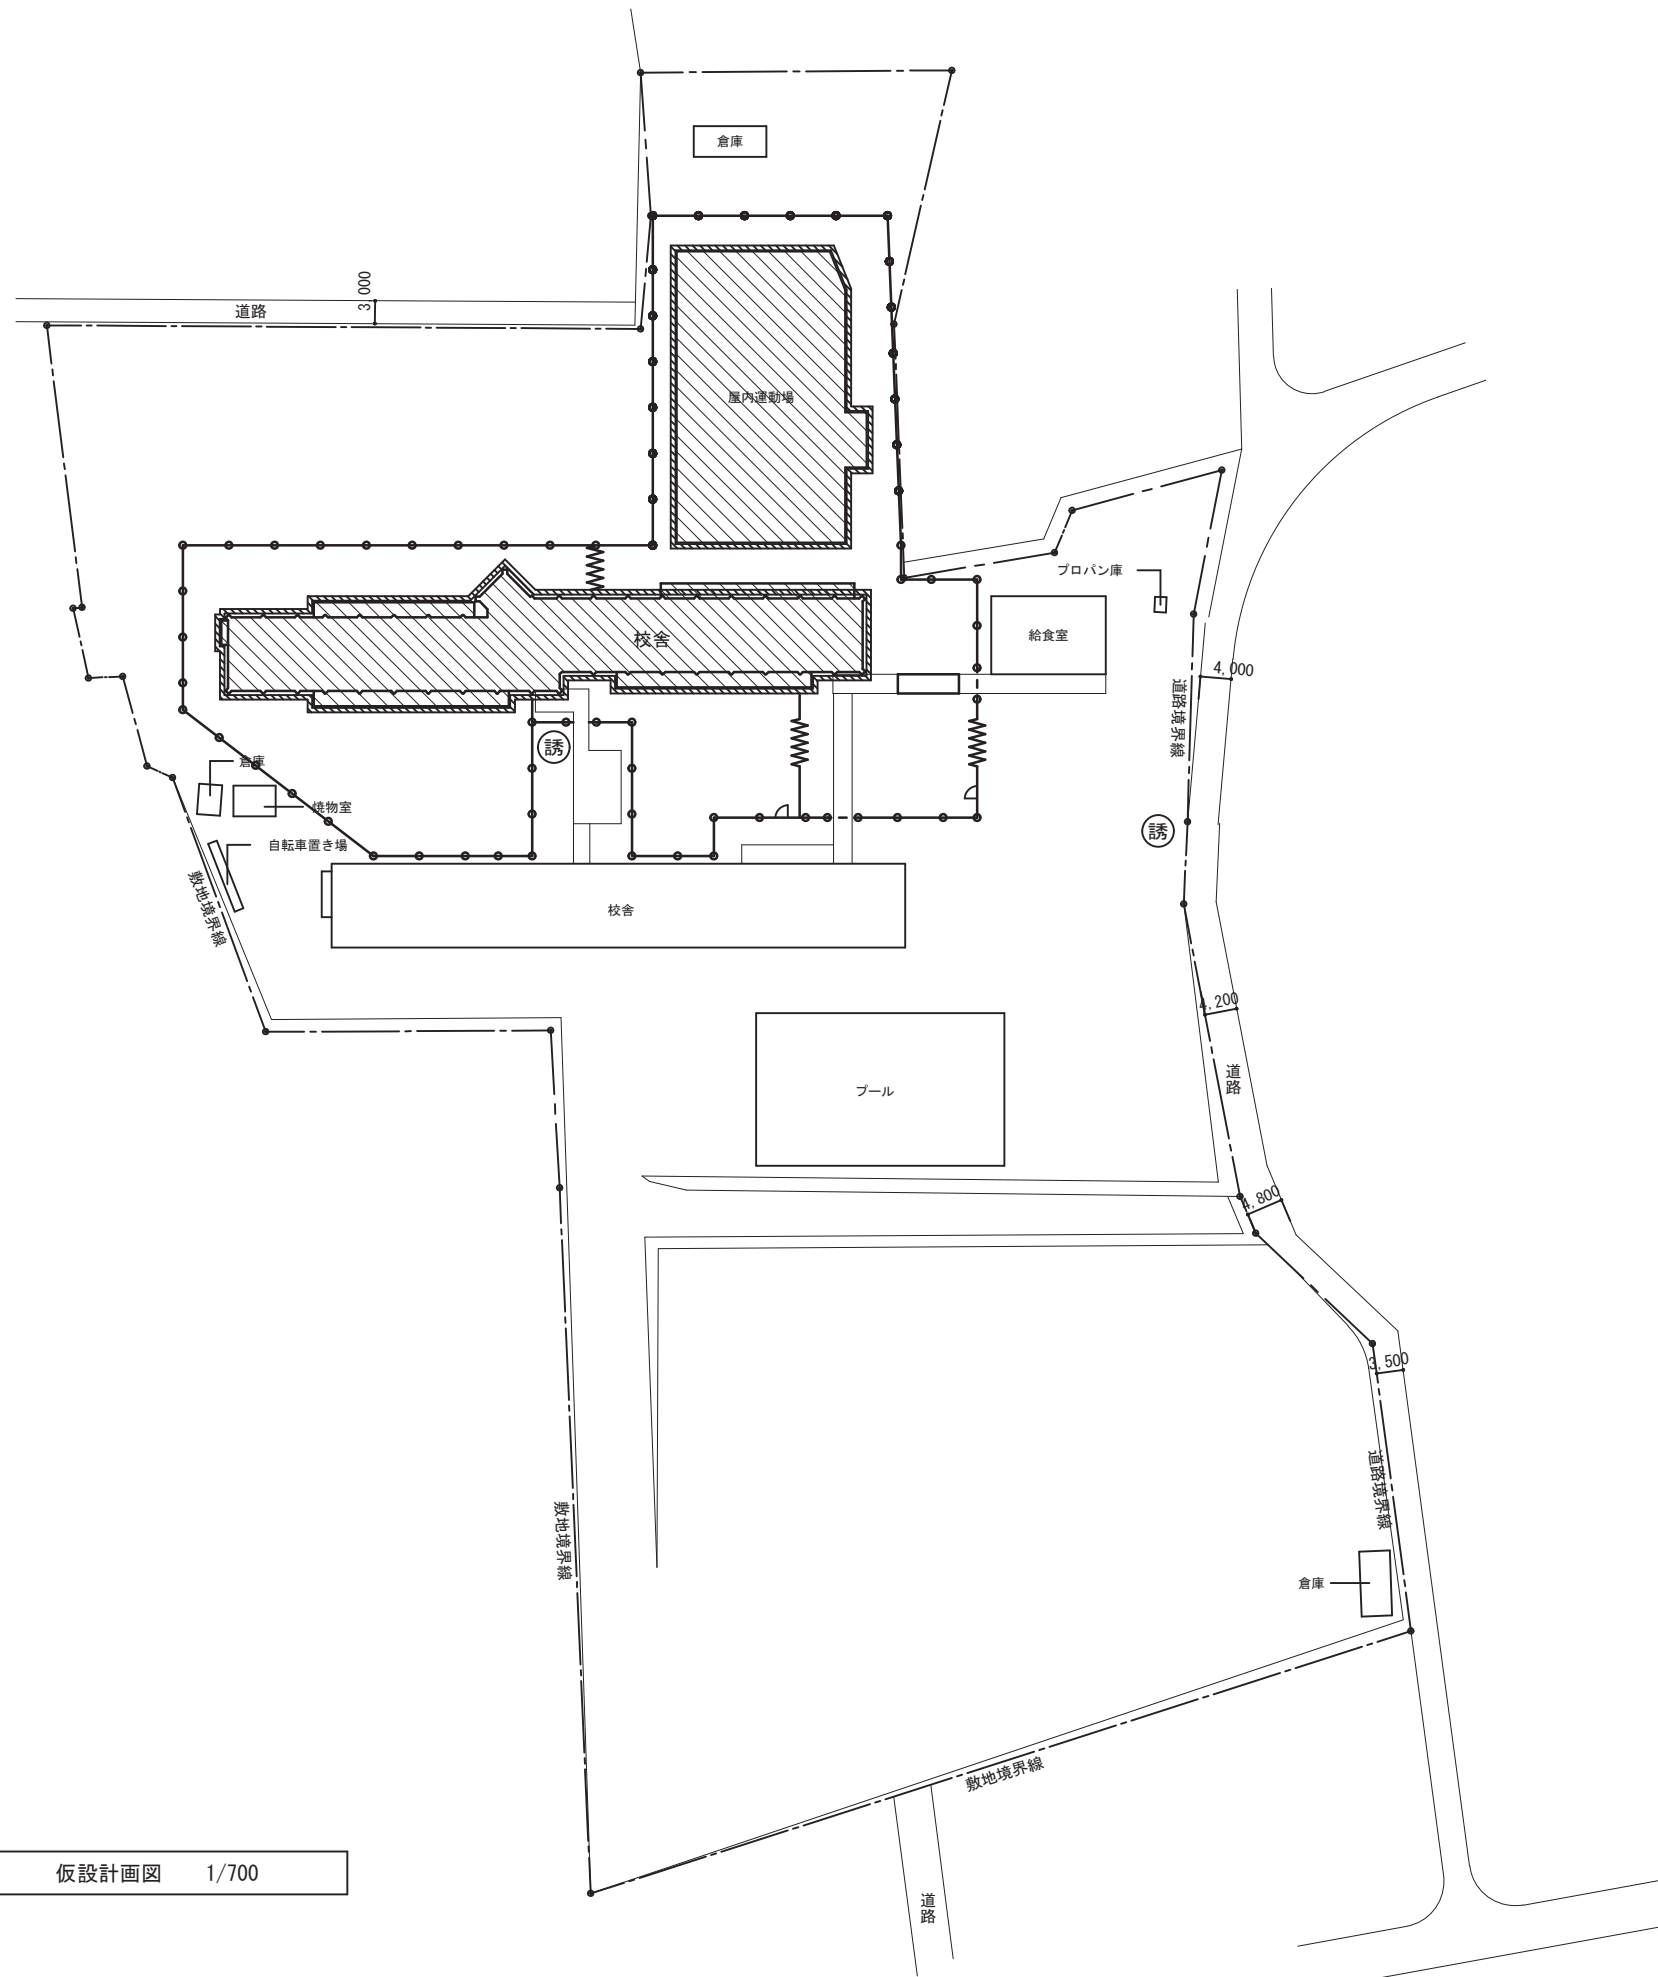 倉庫
道路
3,000
屋内運動場
プロパン庫
校舎
給食室
4,000
道路境界線
誘
倉庫
焼物室
自転車置き場
誘
敷地境界線
校舎
4,200
プール
道路
4,800
3,500
道路境界線
敷地境界線
倉庫
敷地境界線
仮設計画図 1/700
道路